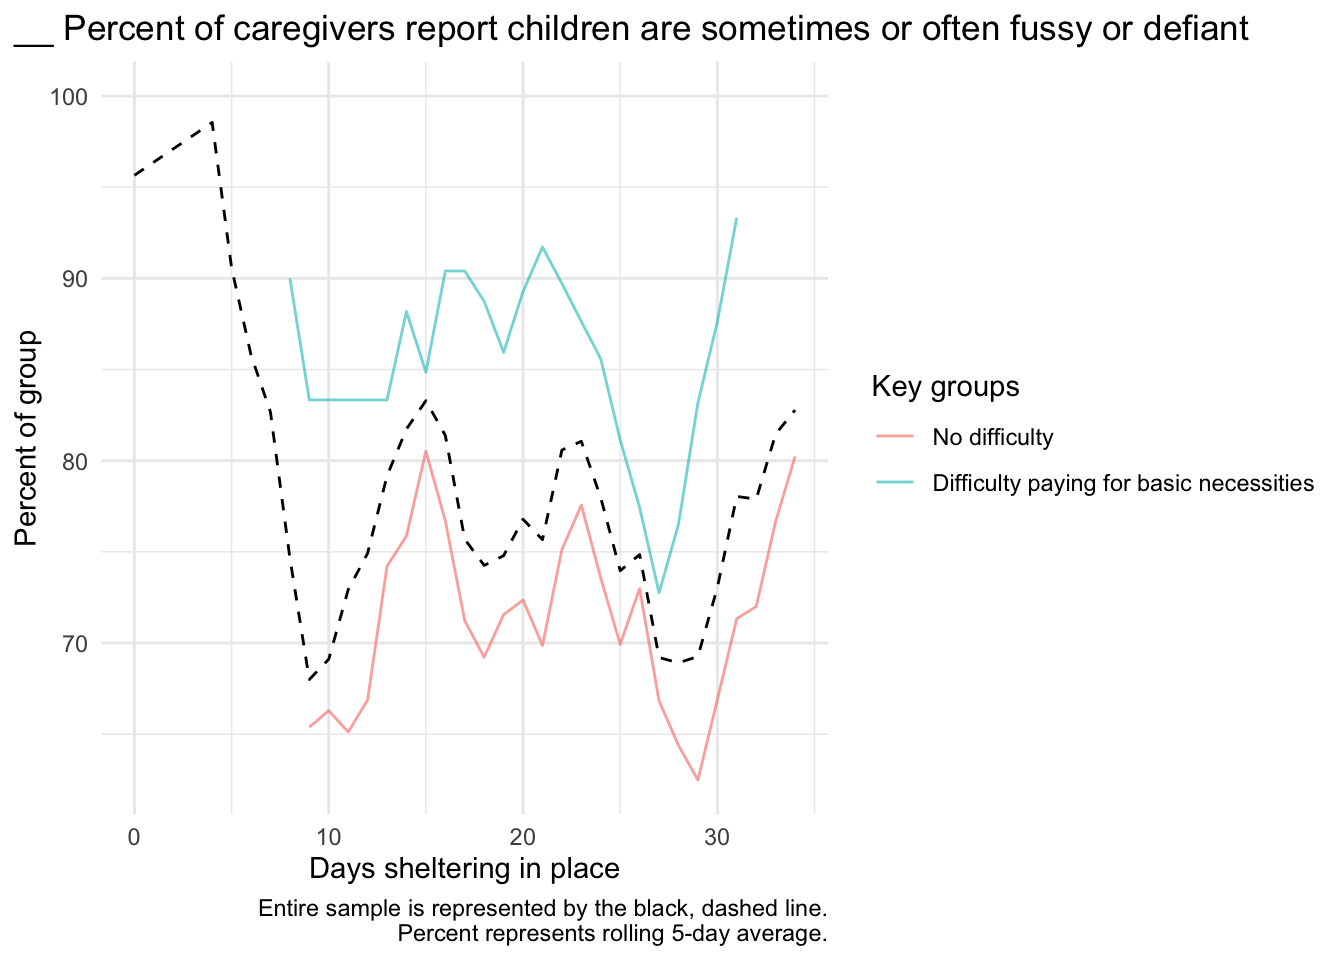 __ Percent of caregivers report children are sometimes or often fussy or defiant
100
90
80
70
Percent of group
0 10 20 30
Days sheltering in place
Key groups
No difficulty
Difficulty paying for basic necessities
Entire sample is represented by the black, dashed line.
Percent represents rolling 5-day average.